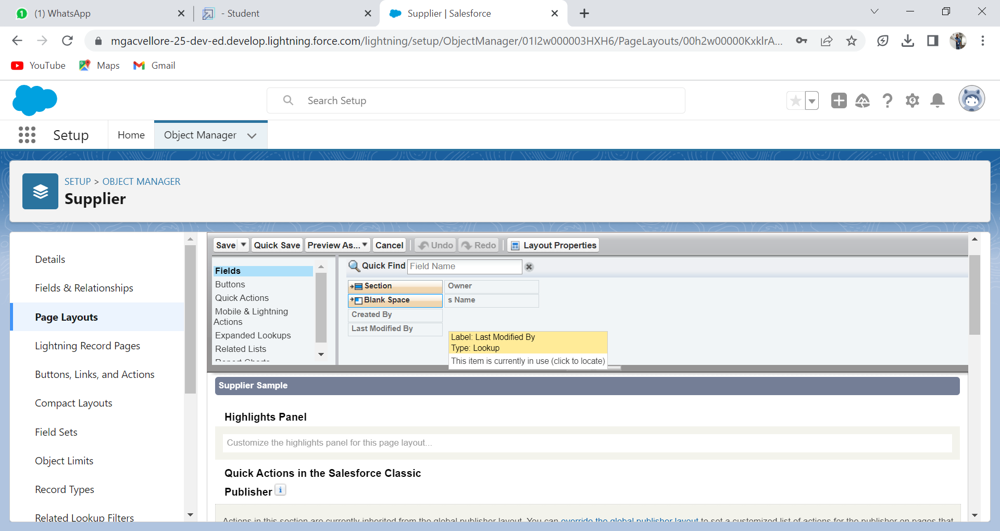 (1) WhatsApp
- Student
Supplier | Salesforce
mgacvellore-25-dev-ed.develop.lightning.force.com/lightning/setup/ObjectManager/01I2w000003HXH6/PageLayouts/00h2w00000KxklrA...
YouTube
Maps
Gmail
Search Setup
Setup
Home
Object Manager
SETUP > OBJECT MANAGER
Supplier
Details
Fields & Relationships
Page Layouts
Lightning Record Pages
Buttons, Links, and Actions
Compact Layouts
Field Sets
Object Limits
Record Types
Related Lookup Filters
Save
Quick Save
Preview As...
Cancel
Undo
Redo
Layout Properties
Fields
Buttons
Quick Actions
Mobile & Lightning
Actions
Expanded Lookups
Related Lists
Report Charts
Quick Find
Field Name
Section
Owner
Blank Space
s Name
Created By
Last Modified By
Label: Last Modified By
Type: Lookup
This item is currently in use (click to locate)
Supplier Sample
Highlights Panel
Customize the highlights panel for this page layout...
Quick Actions in the Salesforce Classic
Publisher
Actions in this section are currently inherited from the global publisher layout. You can override the global publisher layout to set a customized list of actions for the publisher on pages that